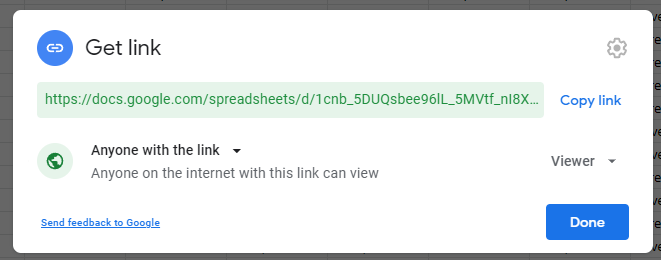 Get link
https://docs.google.com/spreadsheets/d/1cnb_5DUQsbee96lL_5MVtf_nI8X...
Copy link
Anyone with the link
Anyone on the internet with this link can view
Viewer
Send feedback to Google
Done